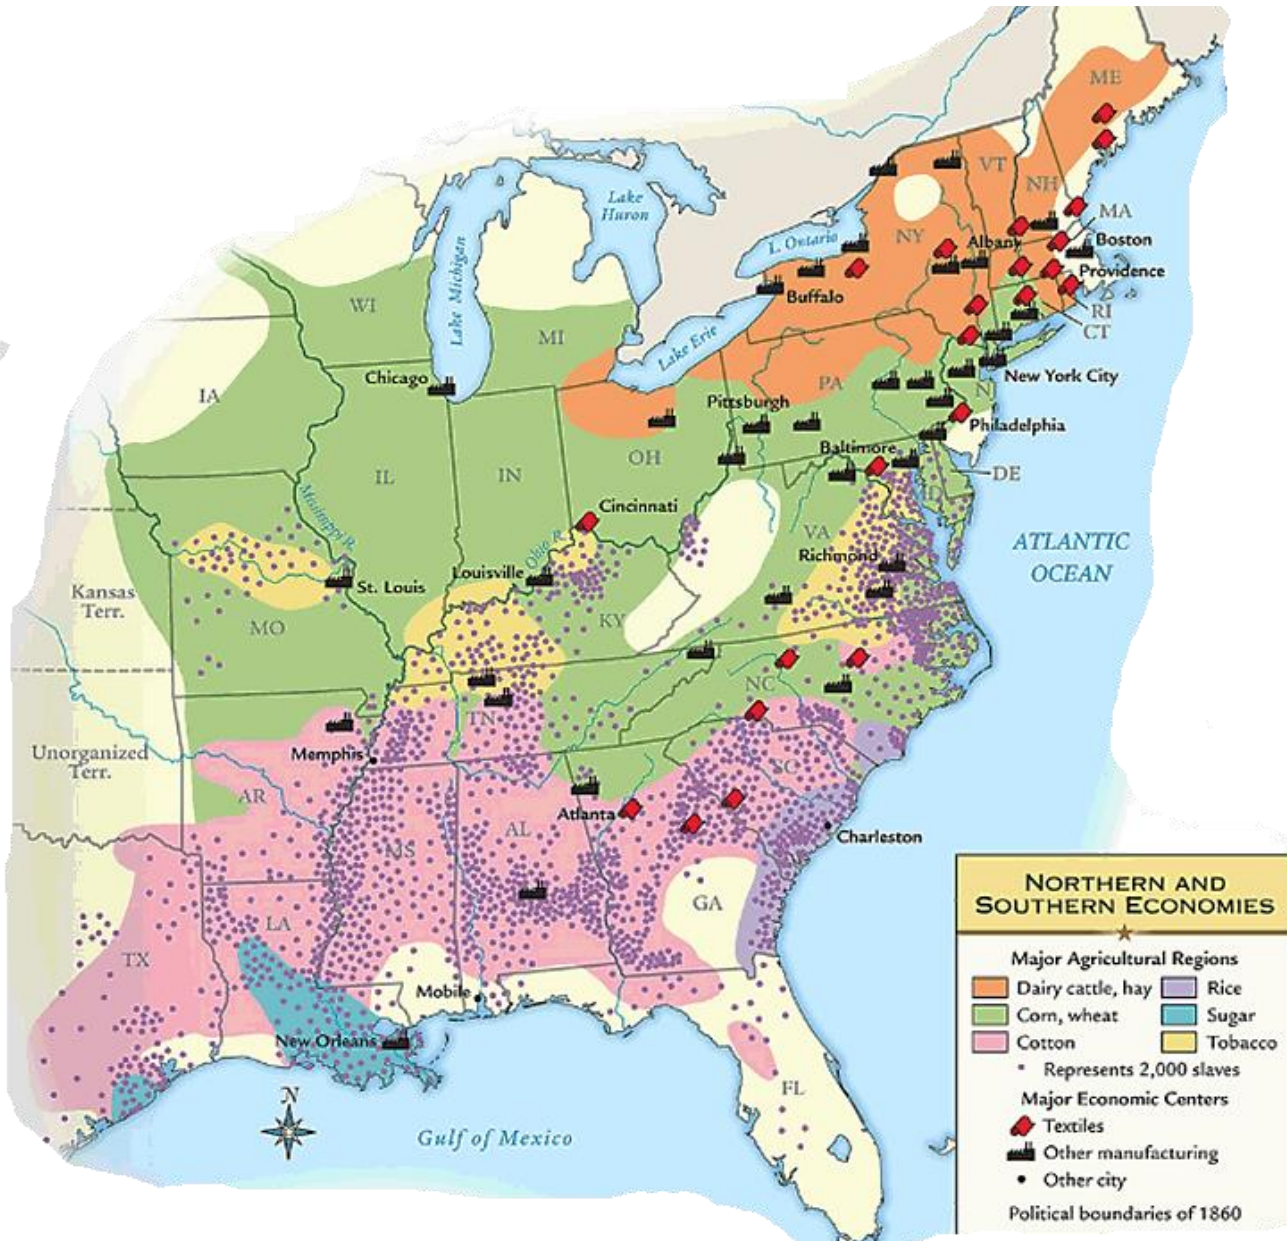 ME
VT
NH
Lake
Huron
MA
NY
L. Ontario
Albany
Boston
Lake Michigan
Providence
Buffalo
WI
RI
CT
MI
Lake Erie
Chicago
New York City
PA
IA
Pittsburgh
Philadelphia
Baltimore
OH
IL
IN
DE
Mississippi R.
Cincinnati
VA
ATLANTIC
OCEAN
Richmond
Ohio R.
Louisville
St. Louis
Kansas
Terr.
KY
MO
NC
TN
Unorganized
Terr.
Memphis
SC
AR
Atlanta
AL
Charleston
MS
GA
LA
TX
Mobile
New Orleans
FL
N
Gulf of Mexico
NORTHERN AND
SOUTHERN ECONOMIES
Major Agricultural Regions
Dairy cattle, hay Rice
Corn, wheat Sugar
Cotton Tobacco
Represents 2,000 slaves
Major Economic Centers
Textiles
Other manufacturing
Other city
Political boundaries of 1860